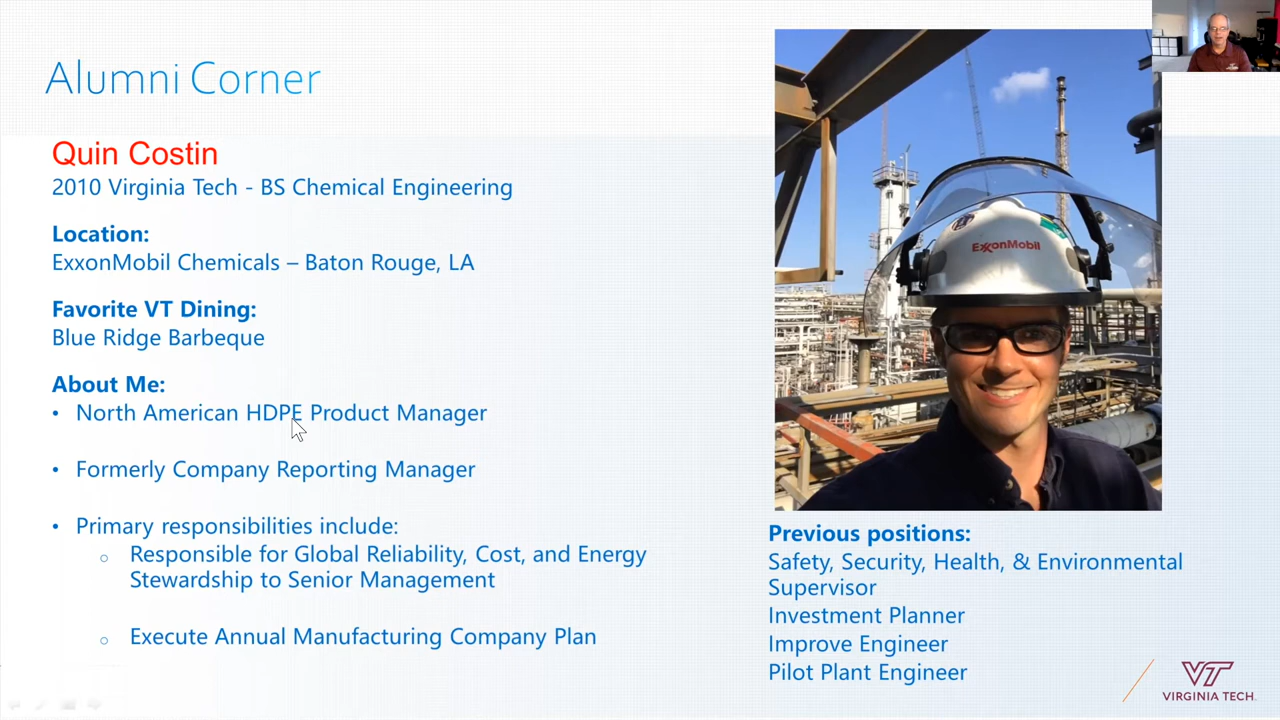 Alumni Corner
Quin Costin
2010 Virginia Tech - BS Chemical Engineering
Location:
ExxonMobil Chemicals – Baton Rouge, LA
Favorite VT Dining:
Blue Ridge Barbeque
About Me:
• North American HDPE Product Manager
• Formerly Company Reporting Manager
• Primary responsibilities include:
○ Responsible for Global Reliability, Cost, and Energy
Stewardship to Senior Management
○ Execute Annual Manufacturing Company Plan
ExxonMobil
Previous positions:
Safety, Security, Health, & Environmental
Supervisor
Investment Planner
Improve Engineer
Pilot Plant Engineer
VT
VIRGINIA TECH.